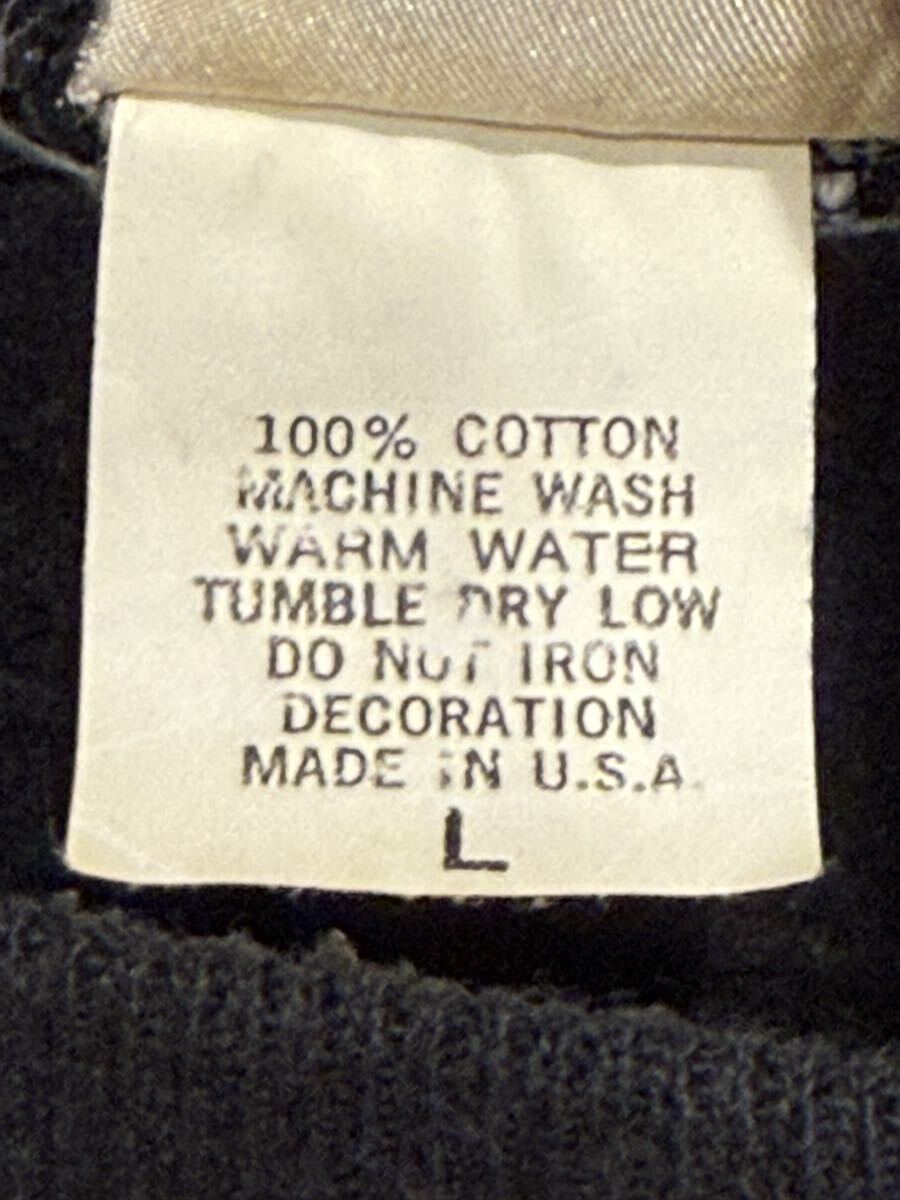 100% COTTON
MACHINE WASH
WARM WATER
TUMBLE DRY LOW
DO NOT IRON
DECORATION
MADE IN U.S.A.
L